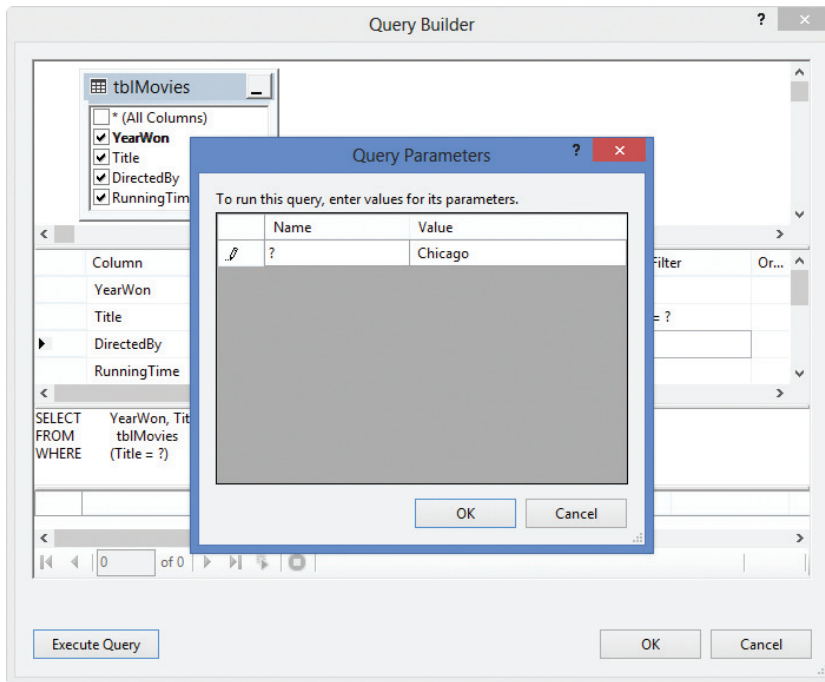 Query Builder
?
tblMovies
* (All Columns)
YearWon
Title
DirectedBy
RunningTim
Query Parameters
?
To run this query, enter values for its parameters.
Name Value
? Chicago
OK Cancel
Column Filter Or...
YearWon
Title = ?
DirectedBy
RunningTime
SELECT YearWon, Tit
FROM tblMovies
WHERE (Title = ?)
0 of 0
Execute Query OK Cancel